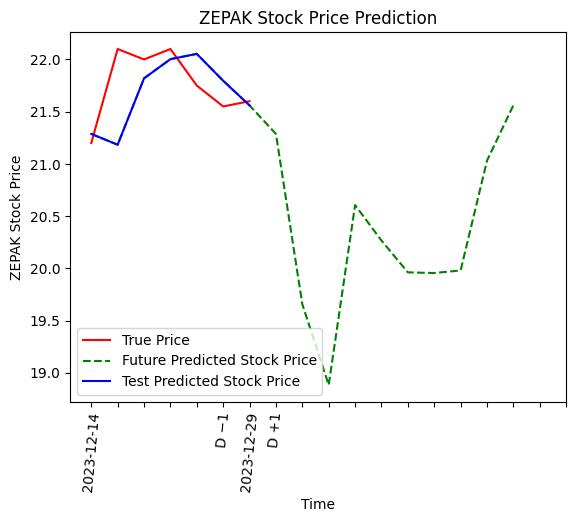 ZEPAK Stock Price Prediction
ZEPAK Stock Price
22.0
21.5
21.0
20.5
20.0
19.5
19.0
True Price
Future Predicted Stock Price
Test Predicted Stock Price
2023-12-14
D −1
2023-12-29
D +1
Time